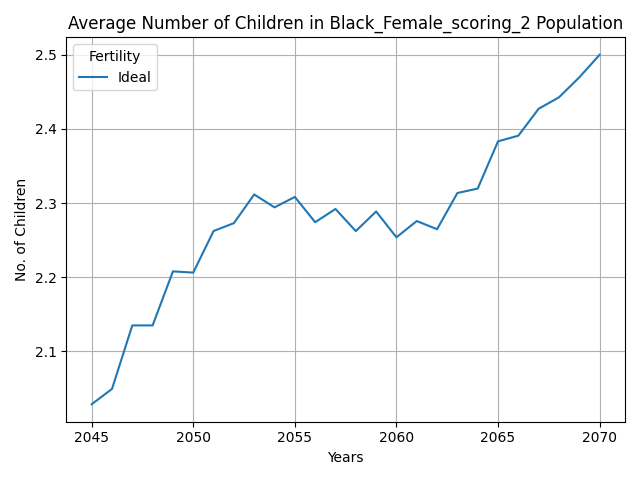 Average Number of Children in Black_Female_scoring_2 Population
Fertility
Ideal
No. of Children
2.5
2.4
2.3
2.2
2.1
2045 2050 2055 2060 2065 2070
Years